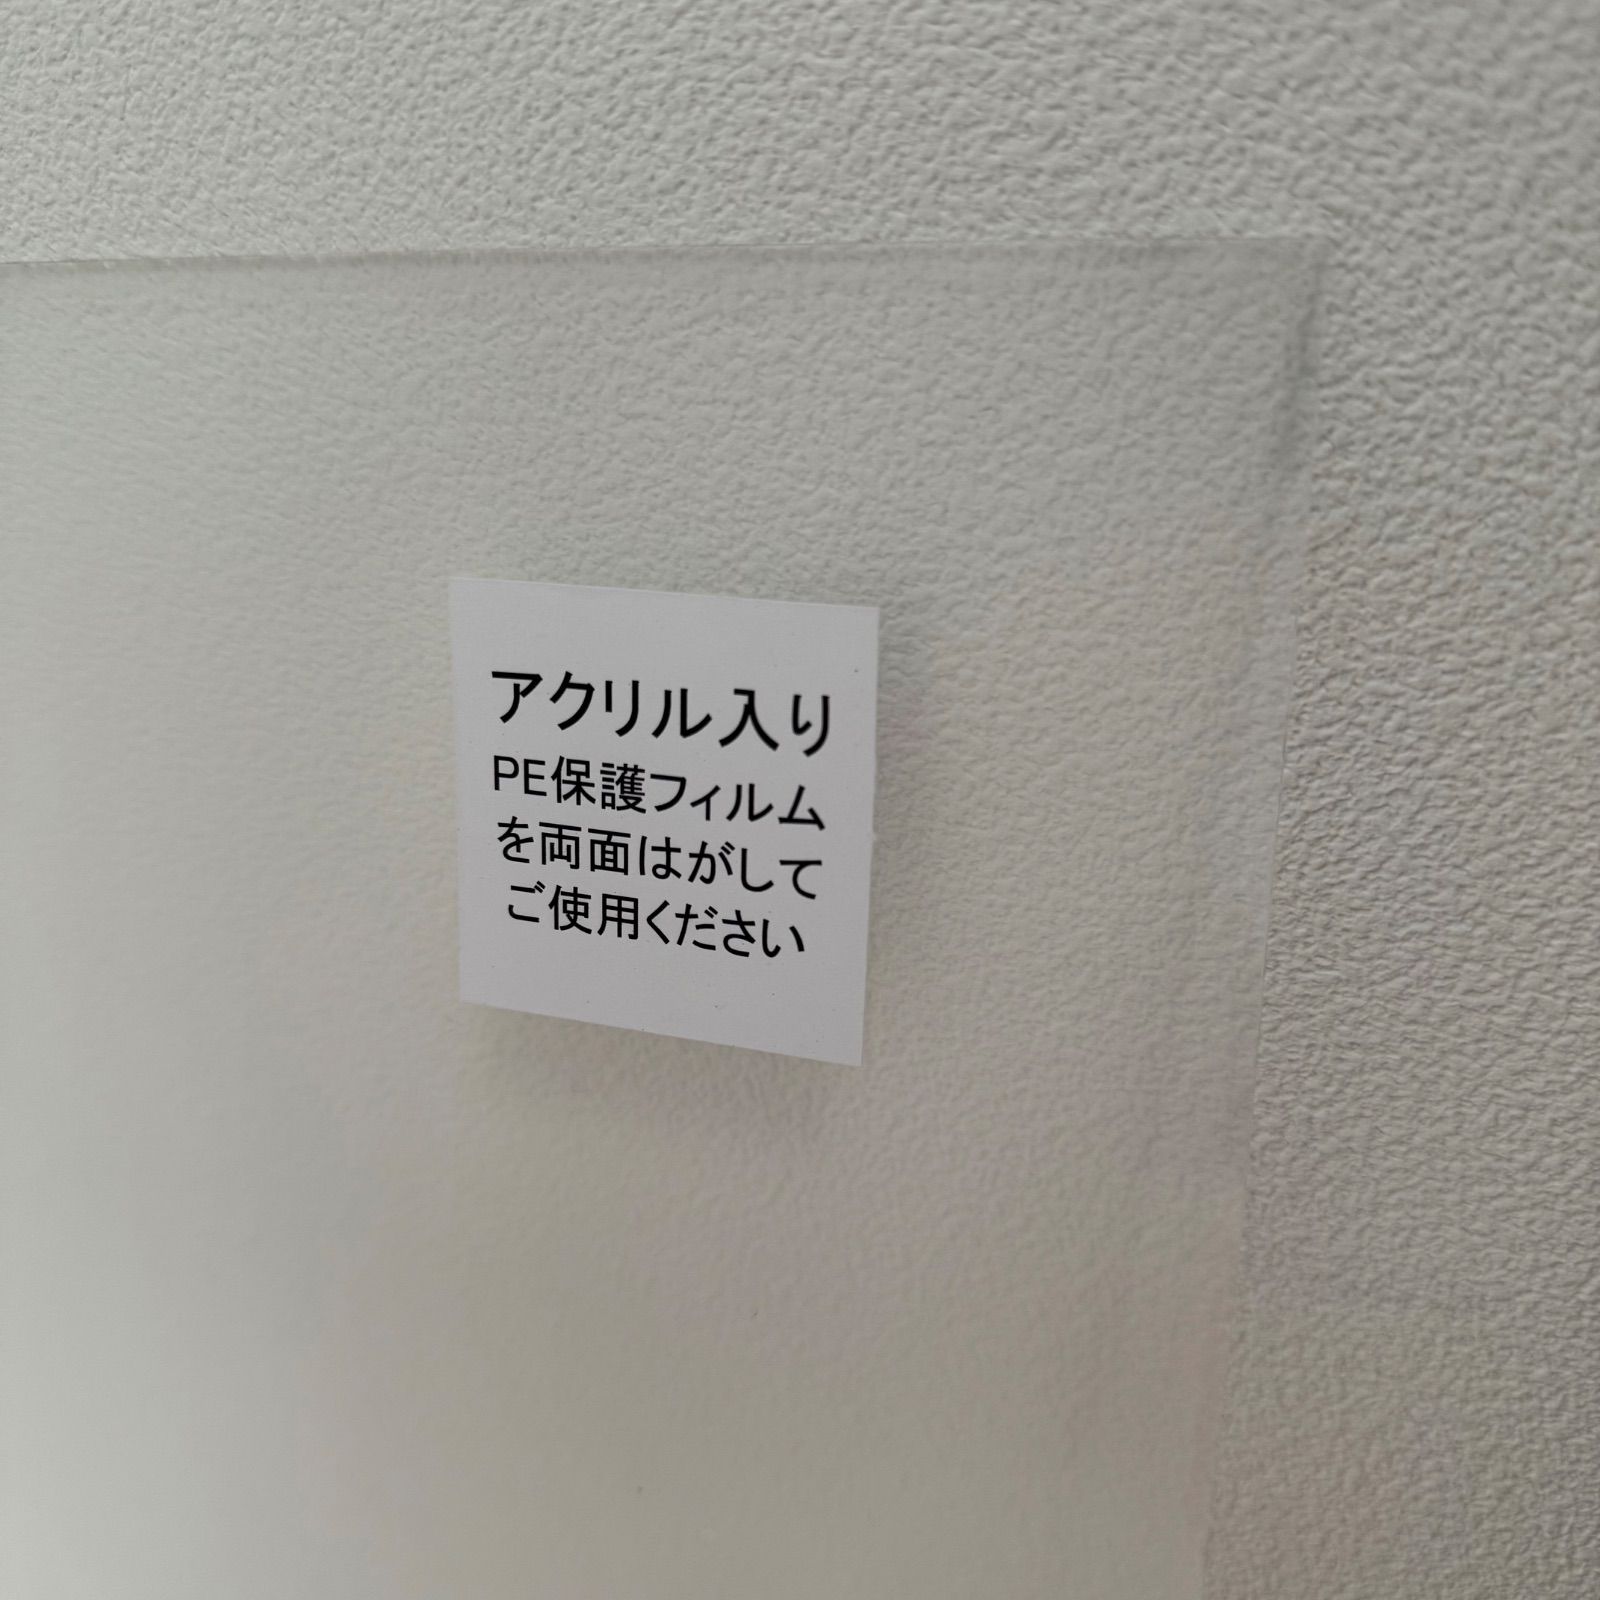 アクリル入り
PE保護フィルム
を両面はがして
ご使用ください